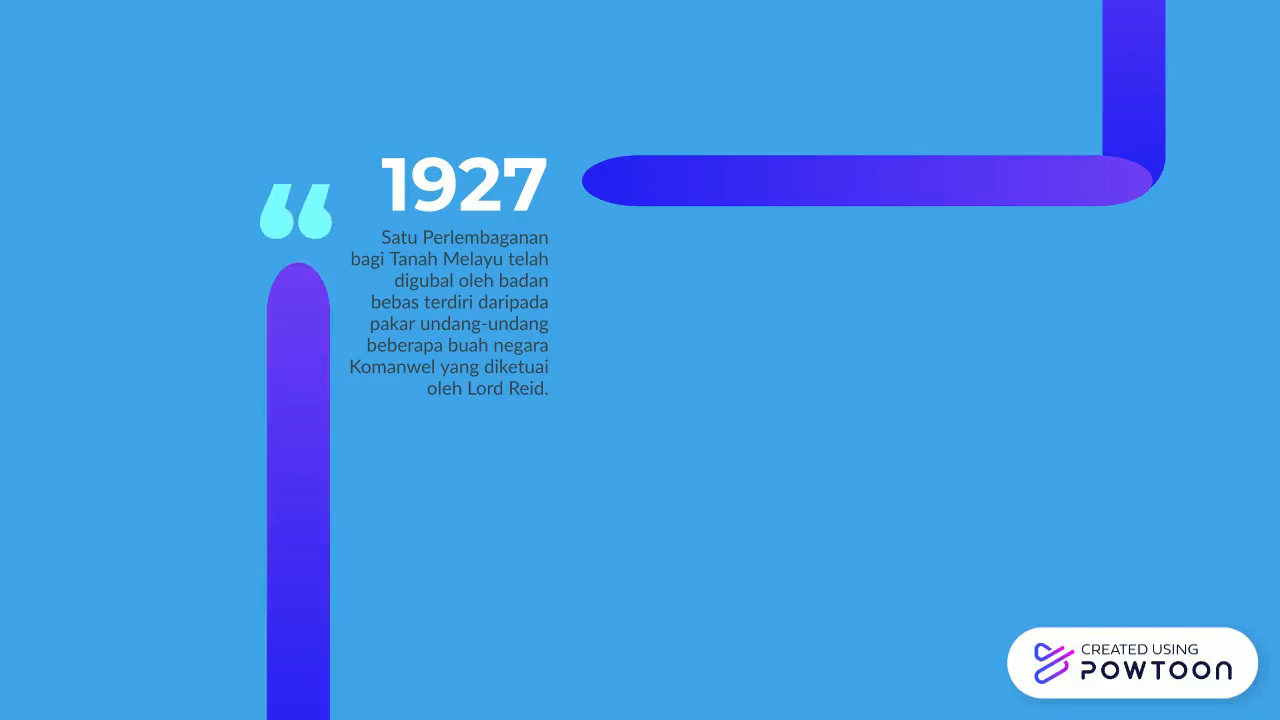 1927
Satu Perlembaganan
bagi Tanah Melayu telah
digubal oleh badan
bebas terdiri daripada
pakar undang-undang
beberapa buah negara
Komanwel yang diketuai
oleh Lord Reid.
CREATED USING
POWTOON